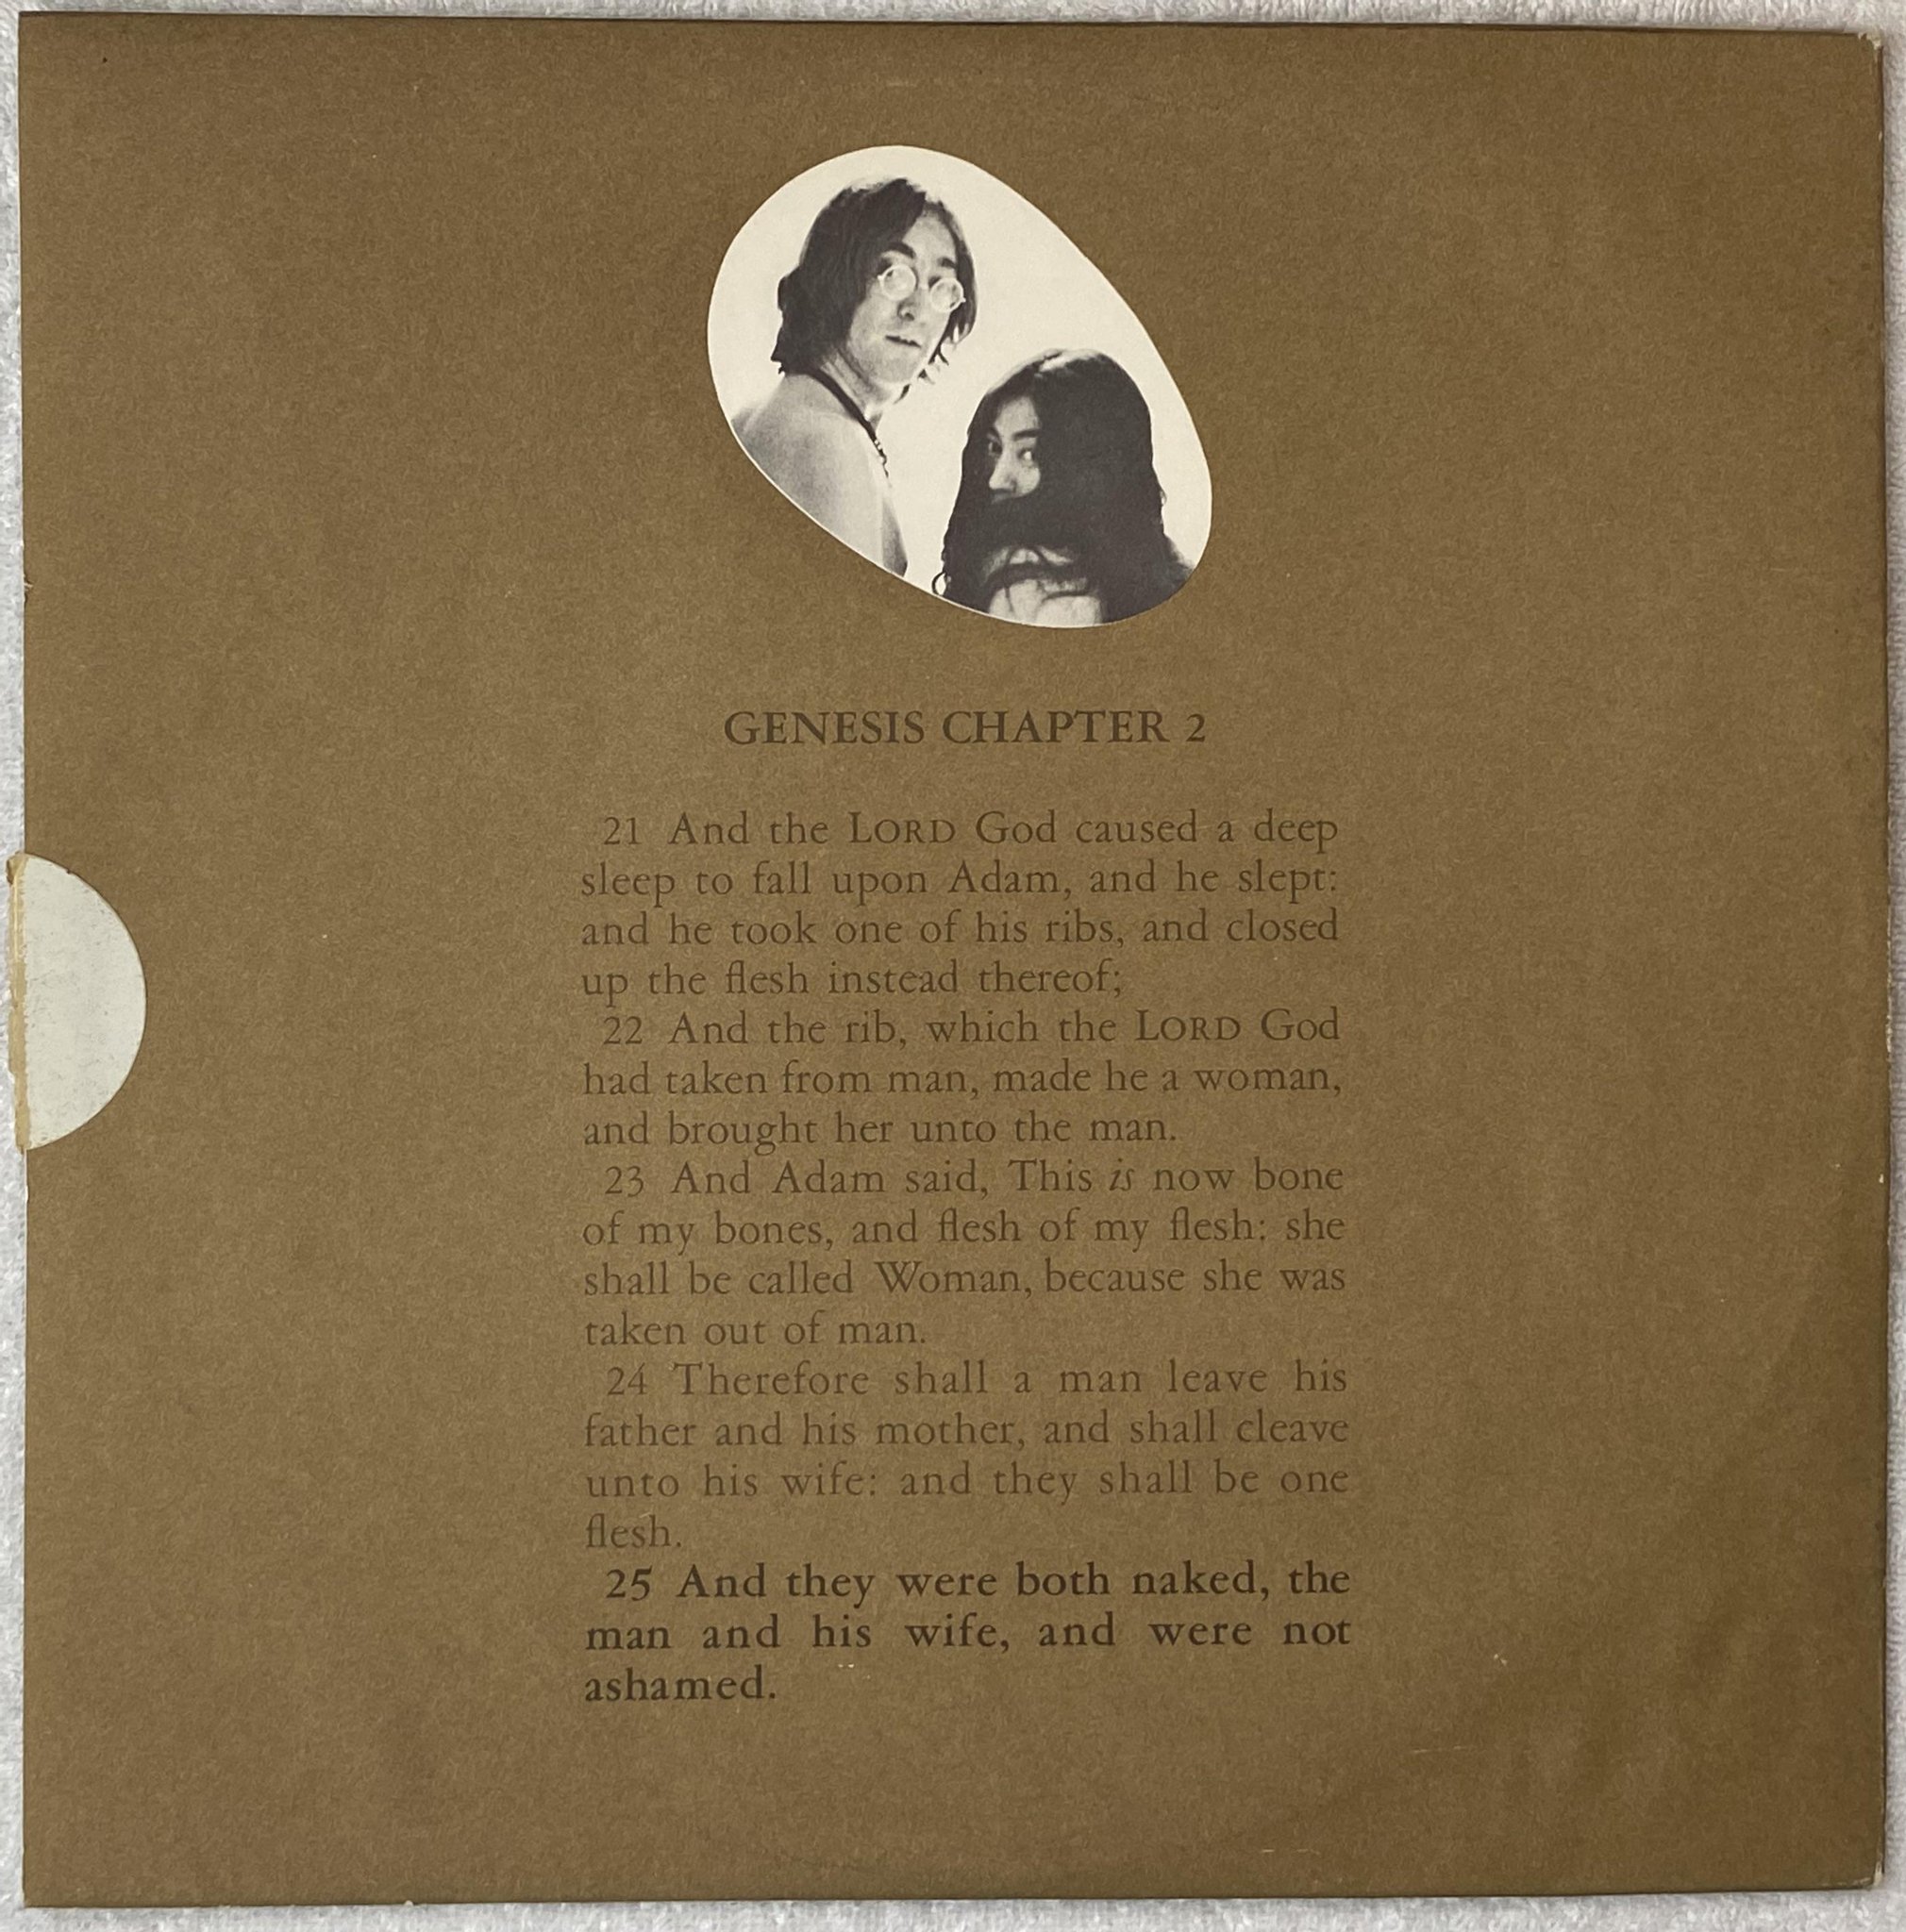 GENESIS CHAPTER 2
21 And the LORD God caused a deep
sleep to fall upon Adam, and he slept:
and he took one of his ribs, and closed
up the flesh instead thereof;
22 And the rib, which the LORD God
had taken from man, made he a woman,
and brought her unto the man.
23 And Adam said, This is now bone
of my bones, and flesh of my flesh: she
shall be called Woman, because she was
taken out of man.
24 Therefore shall a man leave his
father and his mother, and shall cleave
unto his wife: and they shall be one
flesh.
25 And they were both naked, the
man and his wife, and were not
ashamed.